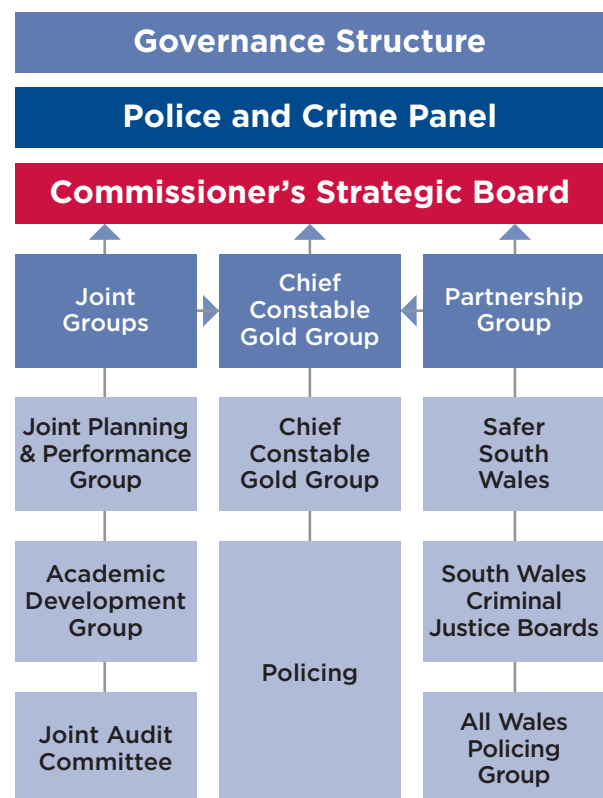 Governance Structure
Police and Crime Panel
Commissioner's Strategic Board
Joint
Groups
Chief
Constable
Gold Group
Partnership
Group
Joint Planning
& Performance
Group
Chief
Constable
Gold Group
Safer
South
Wales
Academic
Development
Group
Policing
South Wales
Criminal
Justice Boards
Joint Audit
Committee
All Wales
Policing
Group